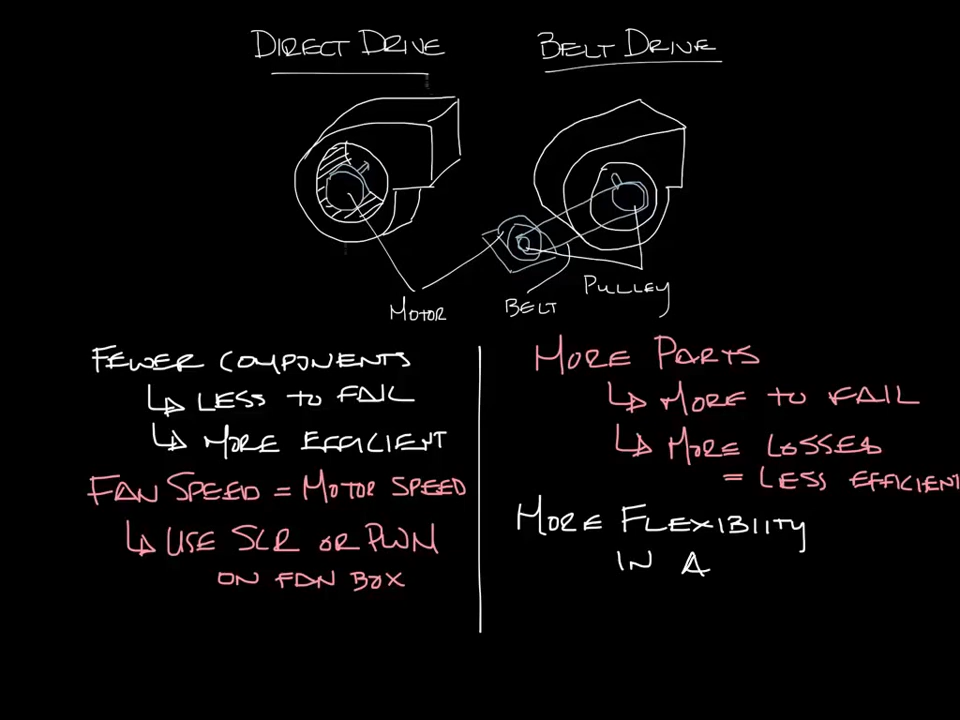 DIRECT DRIVE
BELT DRIVE
MOTOR
BELT
PULLEY
FEWER COMPONENTS
↳ LESS TO FAIL
↳ MORE EFFICIENT
FAN SPEED = MOTOR SPEED
↳ USE SCR OR PWM
ON FAN BOX
MORE PARTS
↳ MORE TO FAIL
↳ MORE LOSSES
= LESS EFFICIENT
MORE FLEXIBIITY
IN A